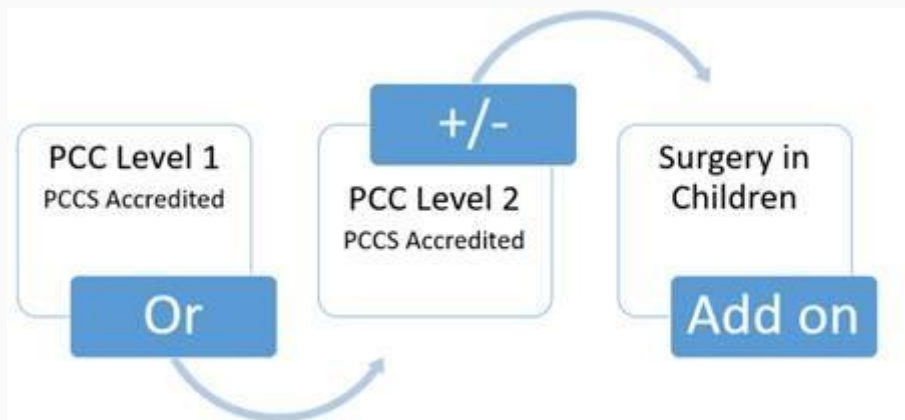 PCC Level 1
PCCS Accredited
Or
+/-
PCC Level 2
PCCS Accredited
Surgery in
Children
Add on